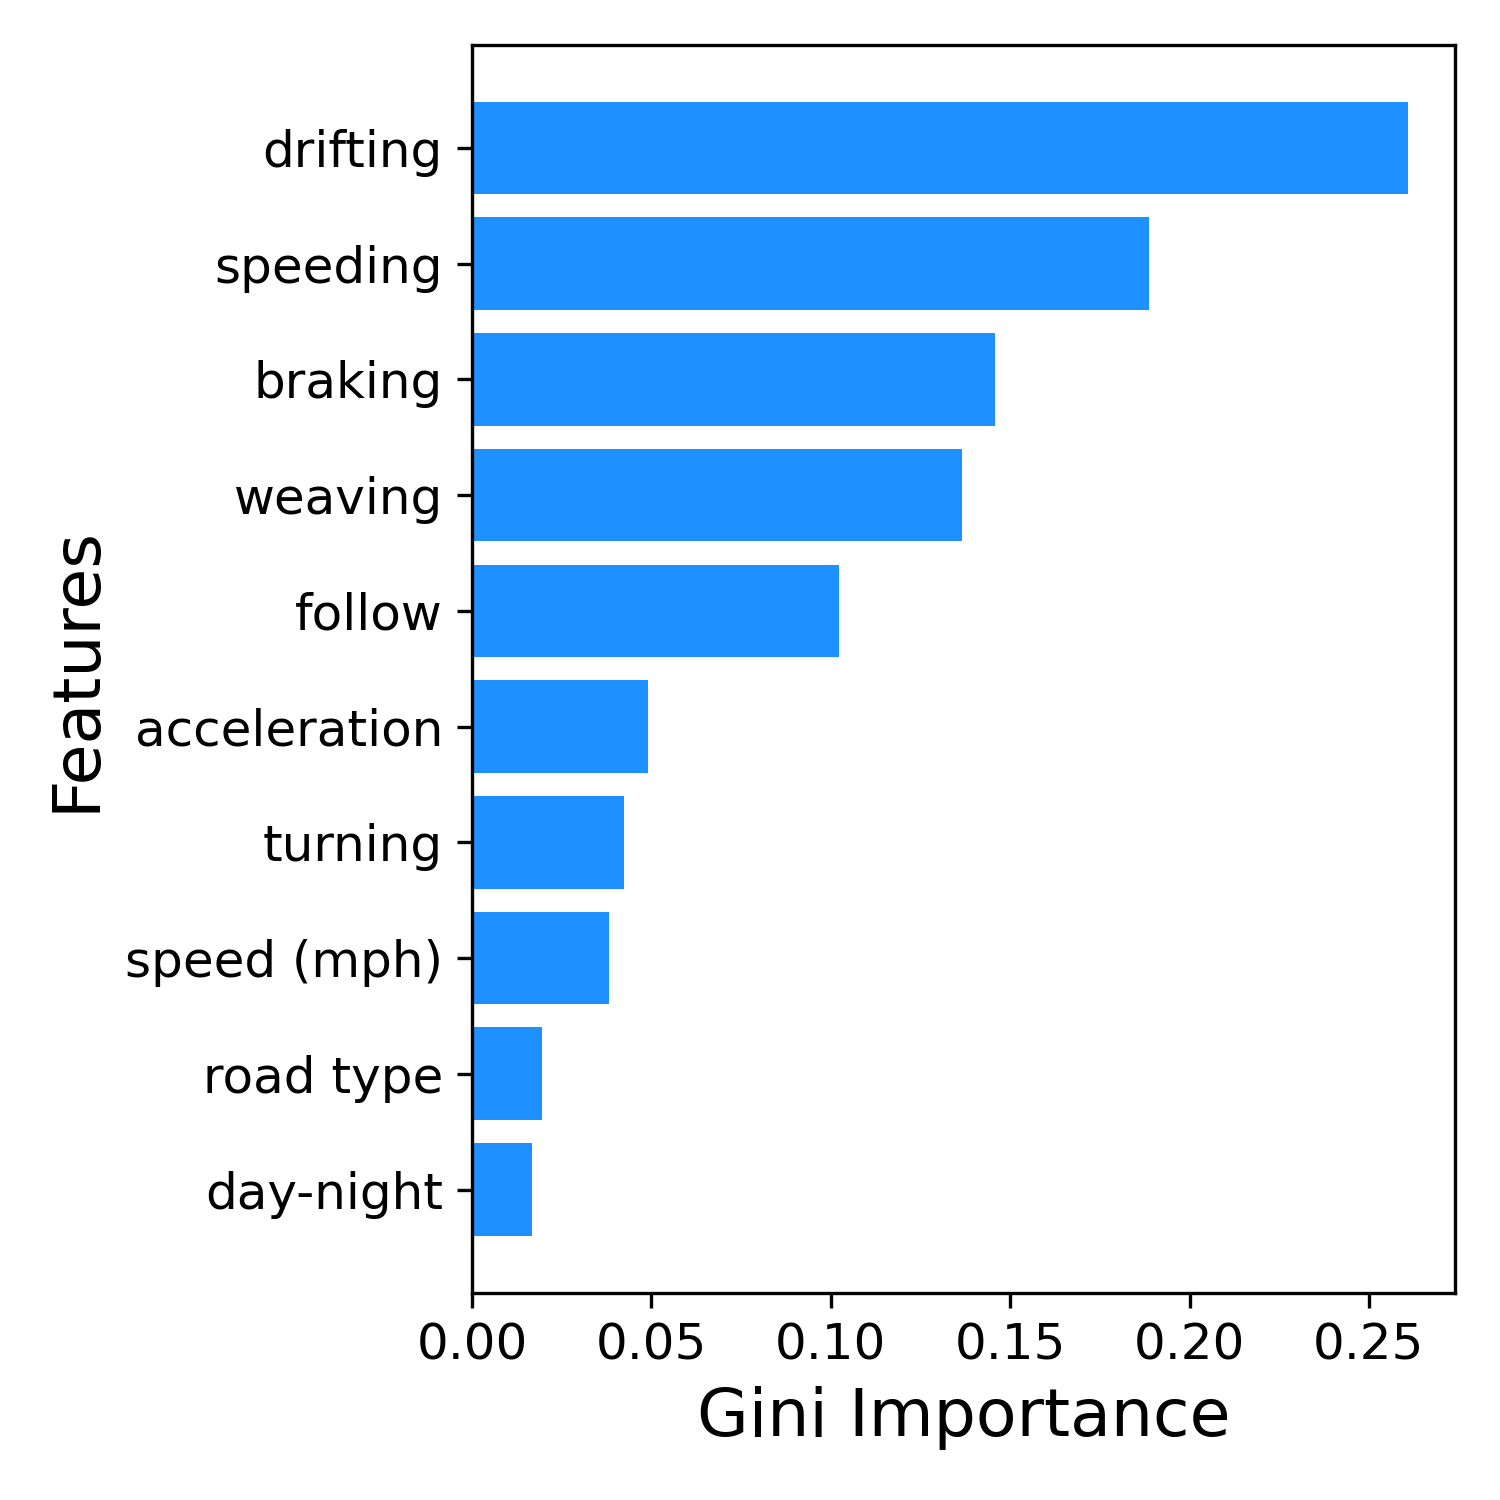 drifting
speeding
braking
weaving
follow
acceleration
turning
speed (mph)
road type
day-night
Features
0.00 0.05 0.10 0.15 0.20 0.25
Gini Importance